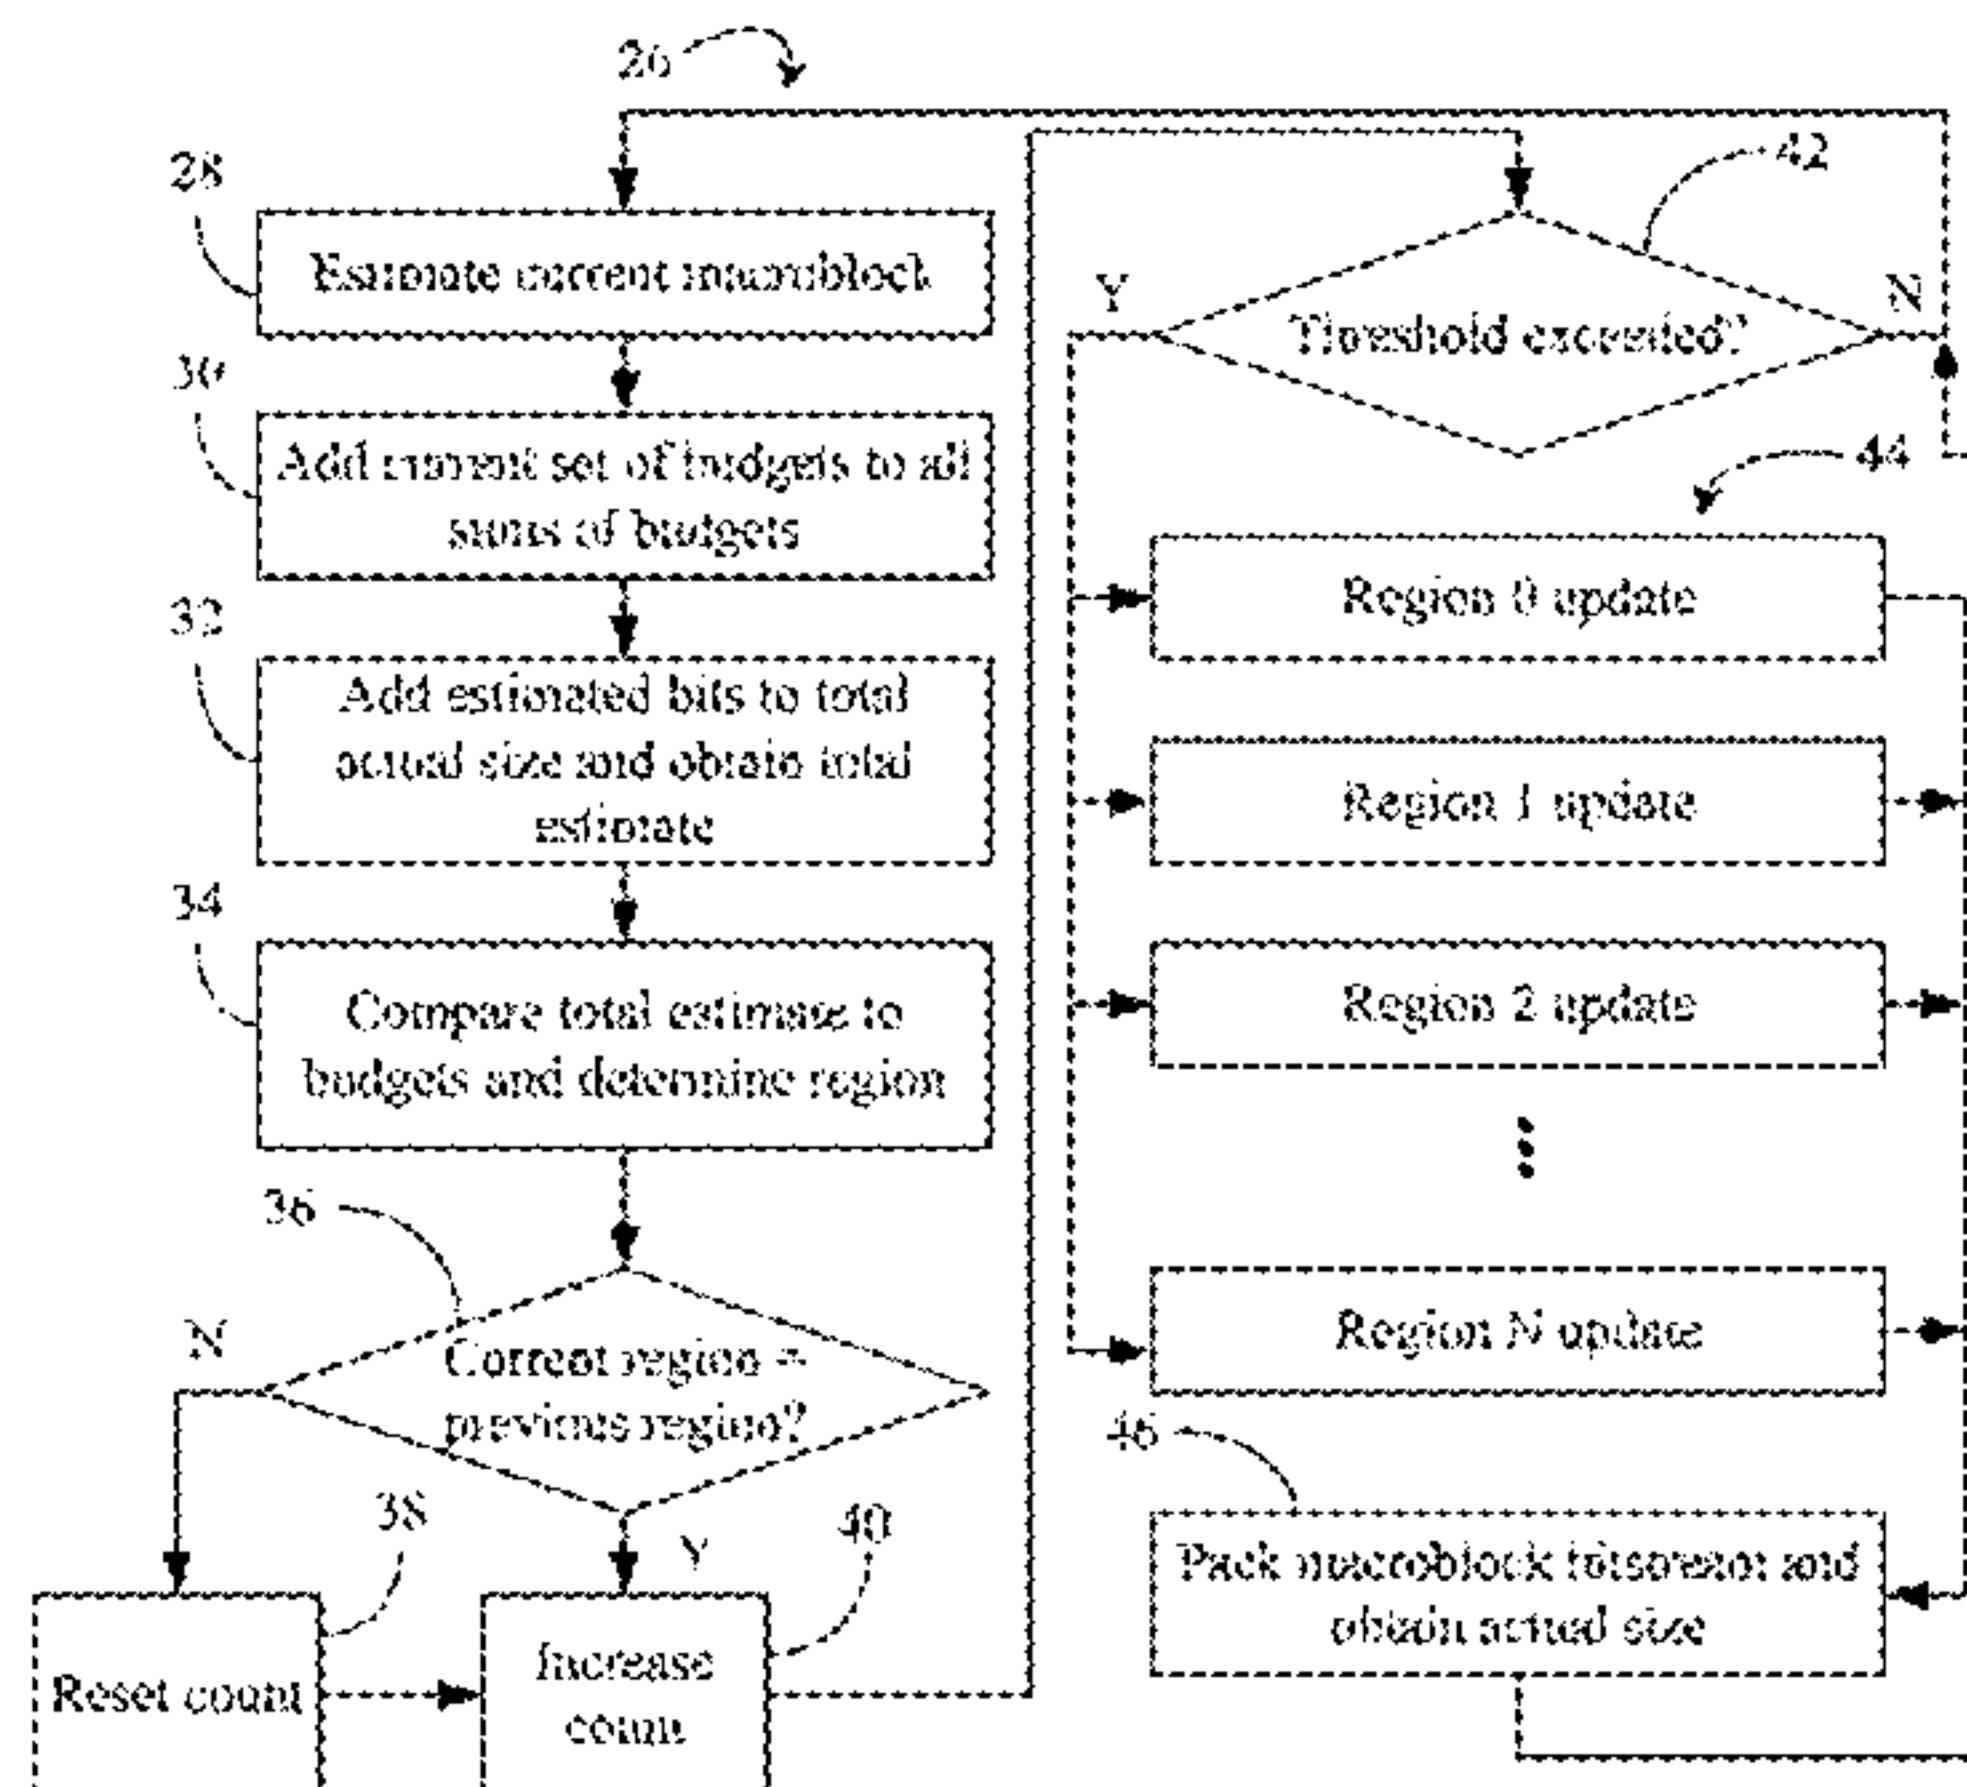 26
28
Estimate current macroblock
30
Add current set of budgets to all
sums of budgets
32
Add estimated bits to total
actual size and obtain total
estimate
34
Compare total estimate to
budgets and determine region
36
Current region =
previous region?
N
Y
38
Reset count
40
Increase
count
42
Threshold exceeded?
Y
N
44
Region 0 update
Region 1 update
Region 2 update
Region N update
46
Pack macroblock bitstream and
obtain actual size